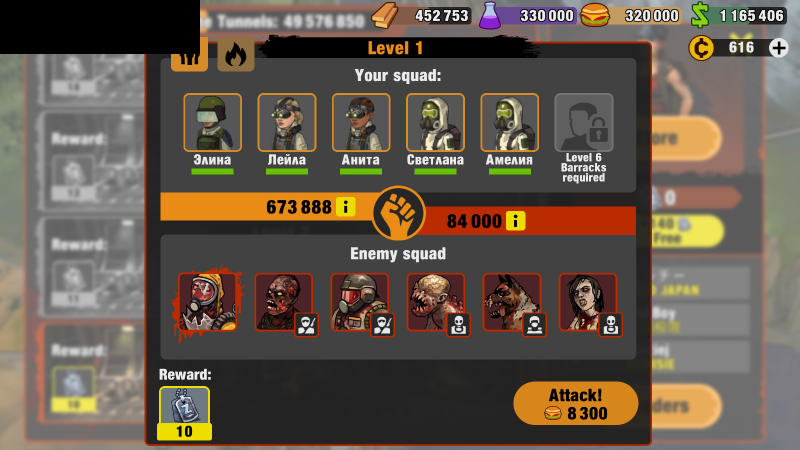 e Tunnels: 49 576 850
452 753
330 000
320 000
1 165 406
Level 1
616
Your squad:
Элина
Лейла
Анита
Светлана
Амелия
Level 6
Barracks
required
673 888
i
84 000
i
Enemy squad
Reward:
10
Attack!
8 300
Reward:
Reward:
Reward:
Free
JAPAN